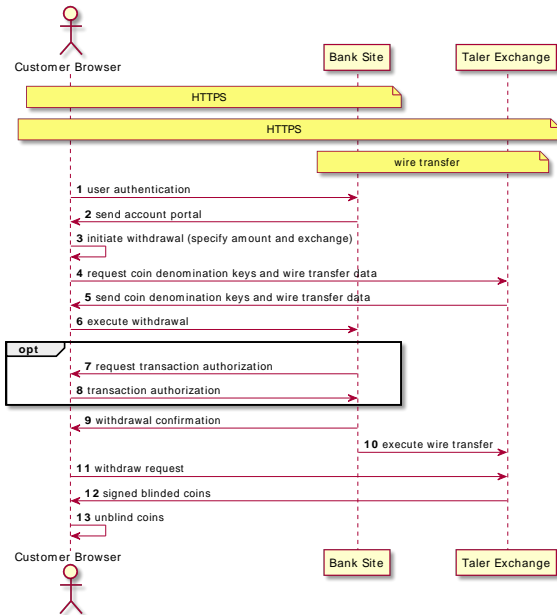 Customer Browser
Bank Site
Taler Exchange
HTTPS
HTTPS
wire transfer
1 user authentication
2 send account portal
3 initiate withdrawal (specify amount and exchange)
4 request coin denomination keys and wire transfer data
5 send coin denomination keys and wire transfer data
6 execute withdrawal
opt
7 request transaction authorization
8 transaction authorization
9 withdrawal confirmation
10 execute wire transfer
11 withdraw request
12 signed blinded coins
13 unblind coins
Customer Browser
Bank Site
Taler Exchange